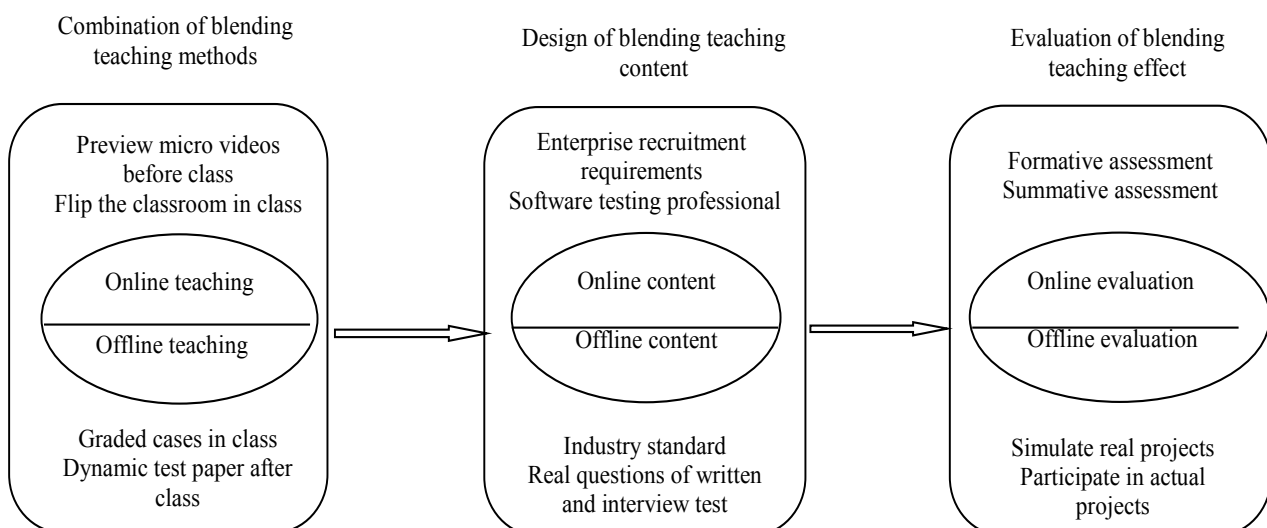 Combination of blending
teaching methods
Preview micro videos
before class
Flip the classroom in class
Online teaching
Offline teaching
Graded cases in class
Dynamic test paper after
class
Design of blending teaching
content
Enterprise recruitment
requirements
Software testing professional
Online content
Offline content
Industry standard
Real questions of written
and interview test
Evaluation of blending
teaching effect
Formative assessment
Summative assessment
Online evaluation
Offline evaluation
Simulate real projects
Participate in actual
projects